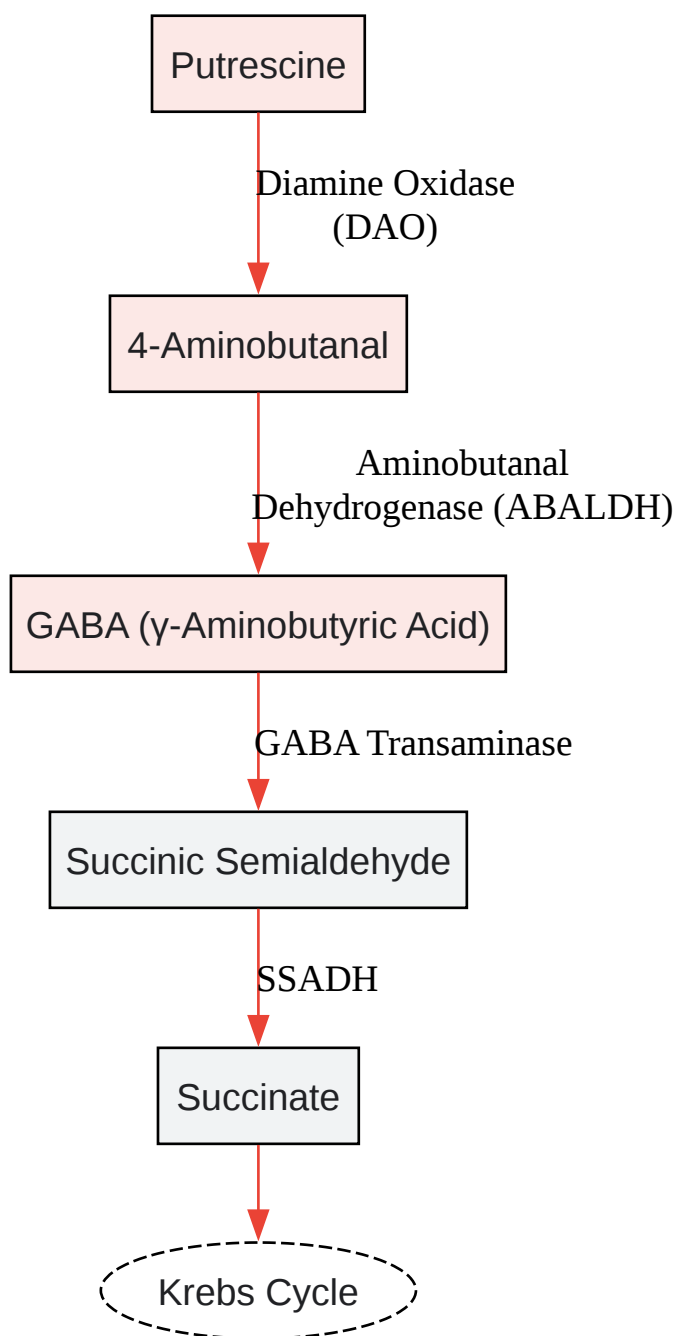 Putrescine
Diamine Oxidase
(DAO)
4-Aminobutanal
Aminobutanal
Dehydrogenase (ABALDH)
GABA (γ-Aminobutyric Acid)
GABA Transaminase
Succinic Semialdehyde
SSADH
Succinate
Krebs Cycle